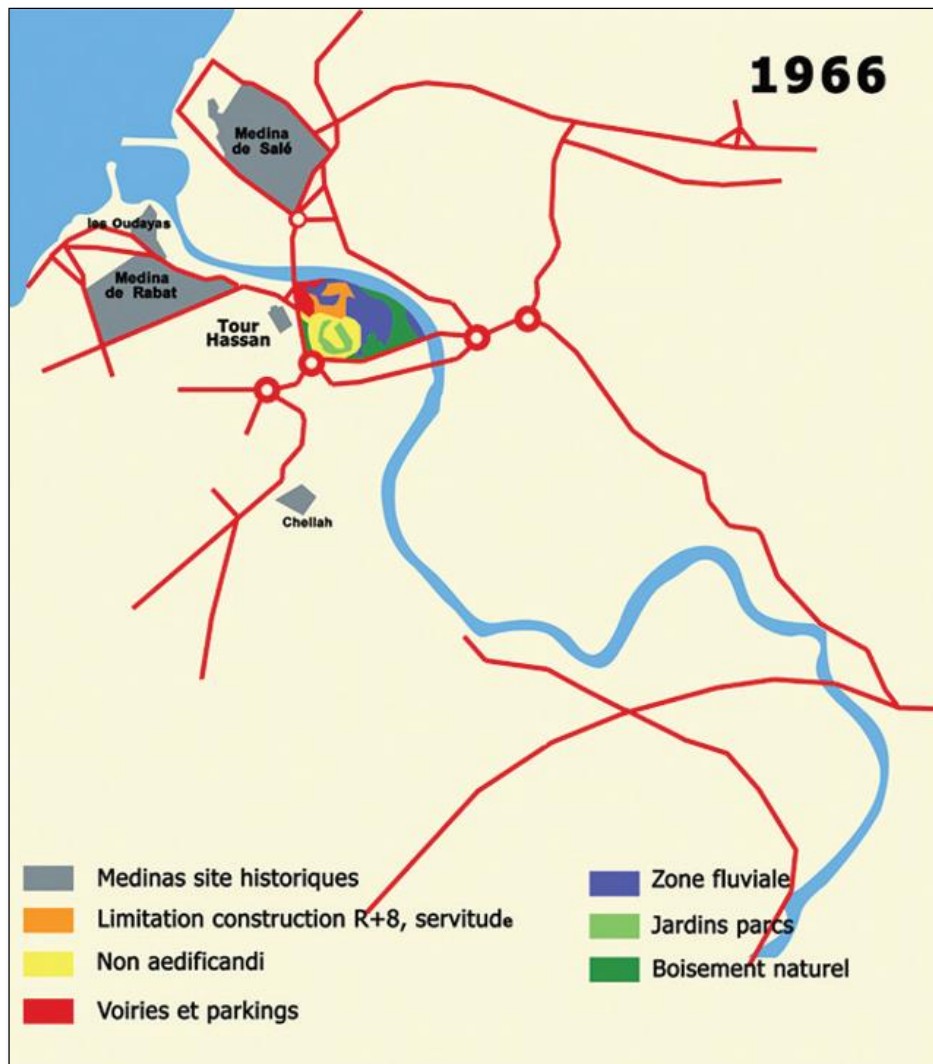 1966
Medina
de Salé
les Oudayas
Medina
de Rabat
Tour
Hassan
Chellah
Medinas site historiques
Limitation construction R+8, servitude
Non aedificandi
Voiries et parkings
Zone fluviale
Jardins parcs
Boisement naturel